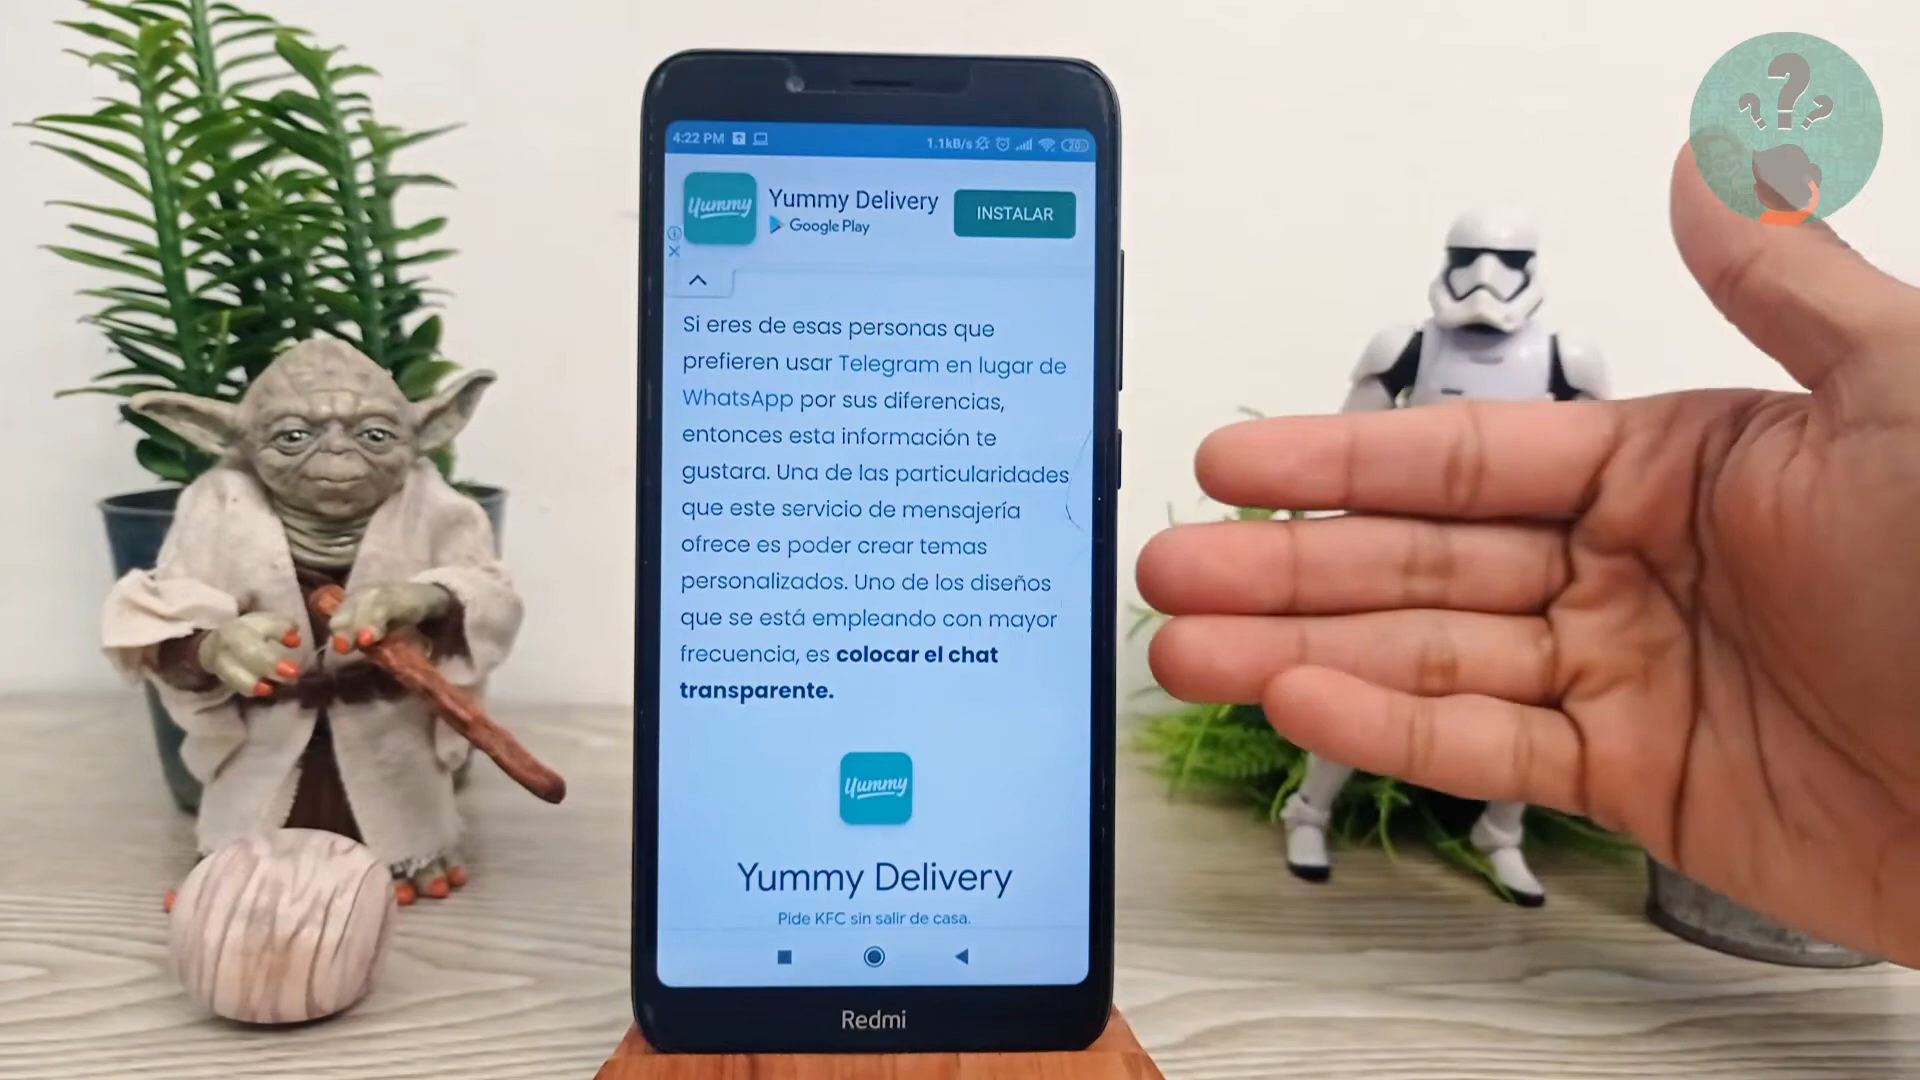 4:22 PM
1.1kB/s
20
Yummy
Yummy Delivery
Google Play
INSTALAR
Si eres de esas personas que
prefieren usar Telegram en lugar de
WhatsApp por sus diferencias,
entonces esta información te
gustara. Una de las particularidades
que este servicio de mensajería
ofrece es poder crear temas
personalizados. Uno de los diseños
que se está empleando con mayor
frecuencia, es colocar el chat
transparente.
Yummy
Yummy Delivery
Pide KFC sin salir de casa.
Redmi
???